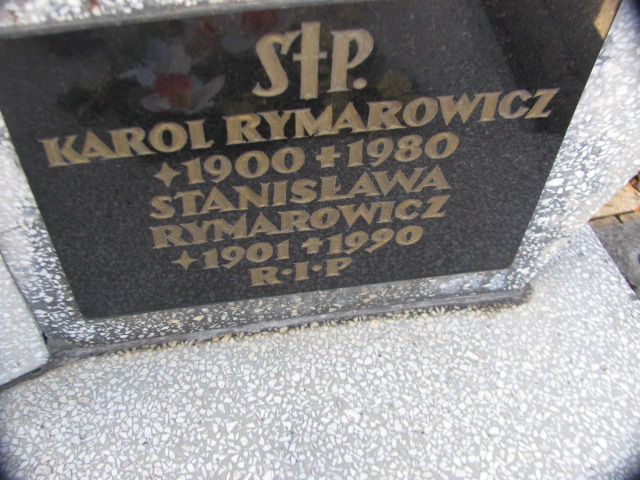 Ś†P.
KAROL RYMAROWICZ
✦1900 ✝1980
STANISŁAWA
RYMAROWICZ
✦1901 ✝1990
R·I·P